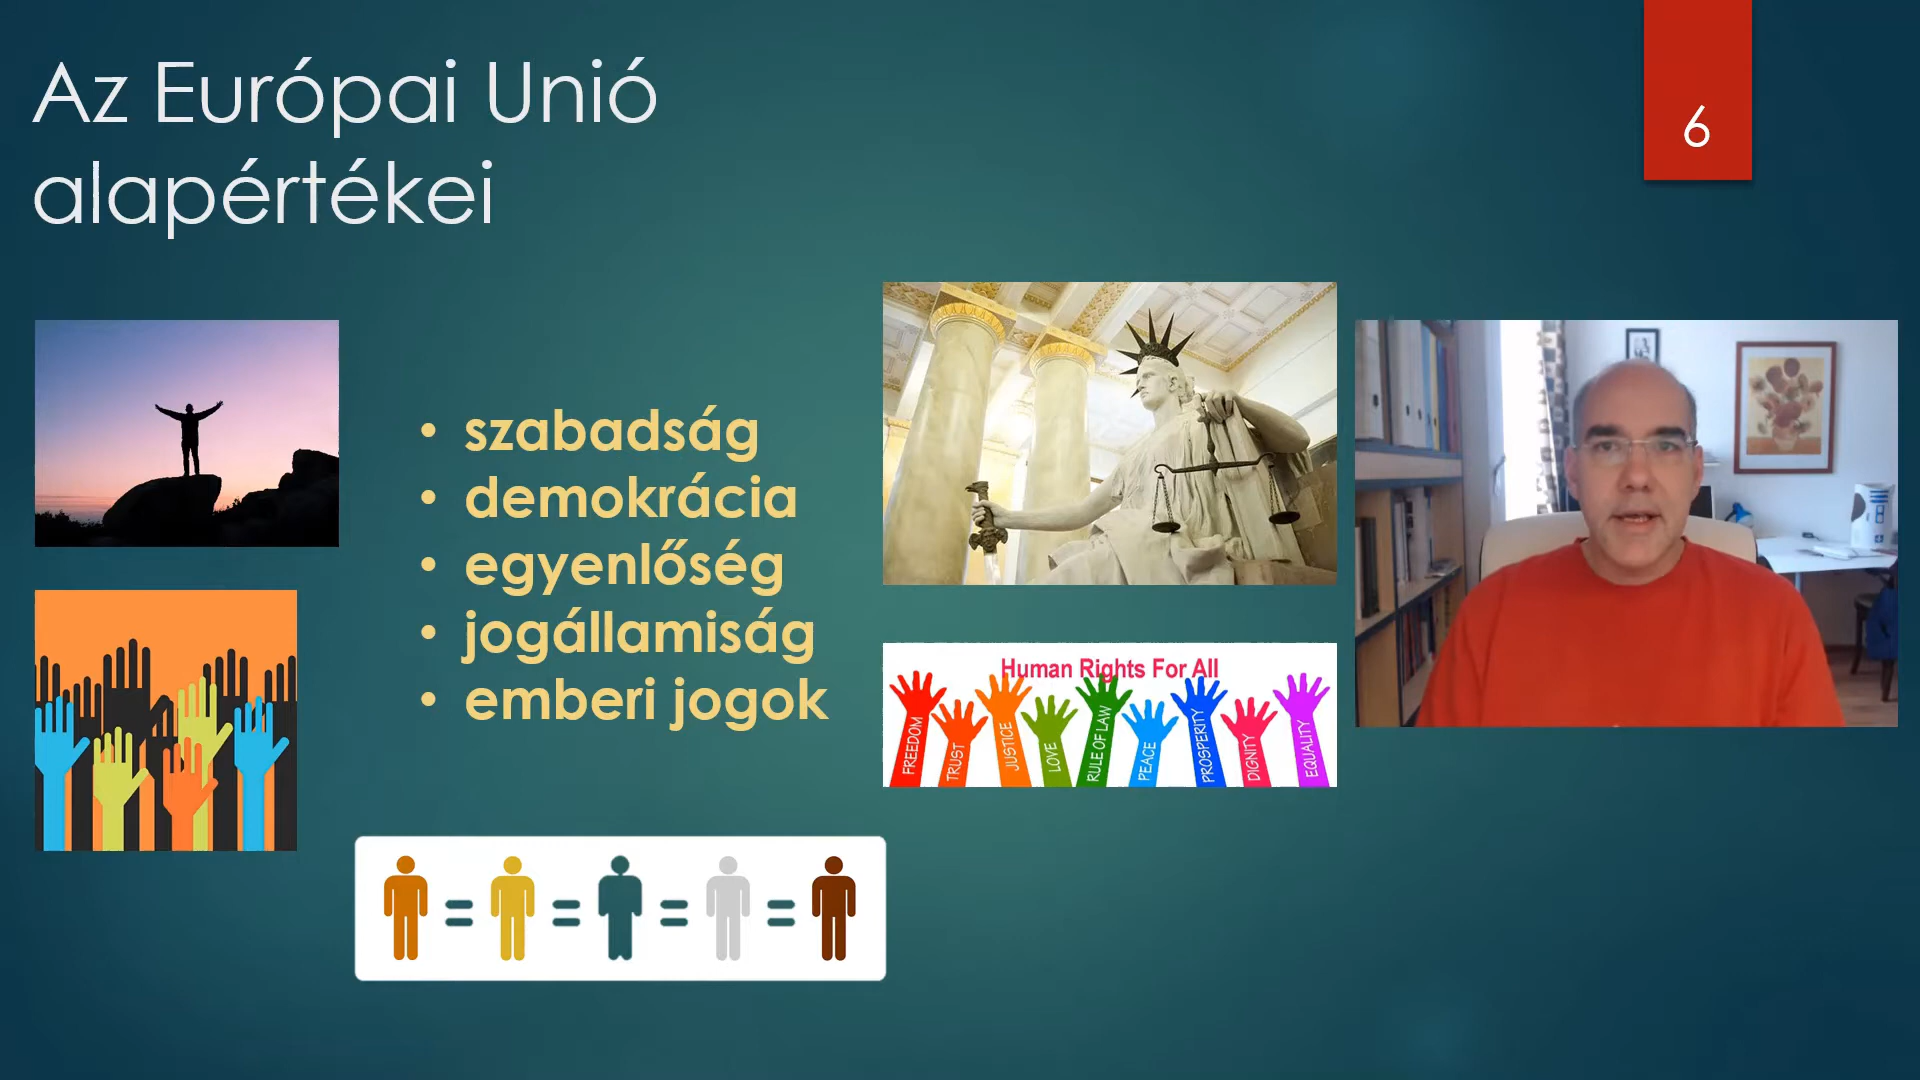 Az Európai Unió
alapértékei
6
• szabadság
• demokrácia
• egyenlőség
• jogállamiság
• emberi jogok
Human Rights For All
FREEDOM
TRUST
JUSTICE
LOVE
RULE OF LAW
PEACE
PROSPERITY
DIGNITY
EQUALITY
= = = =